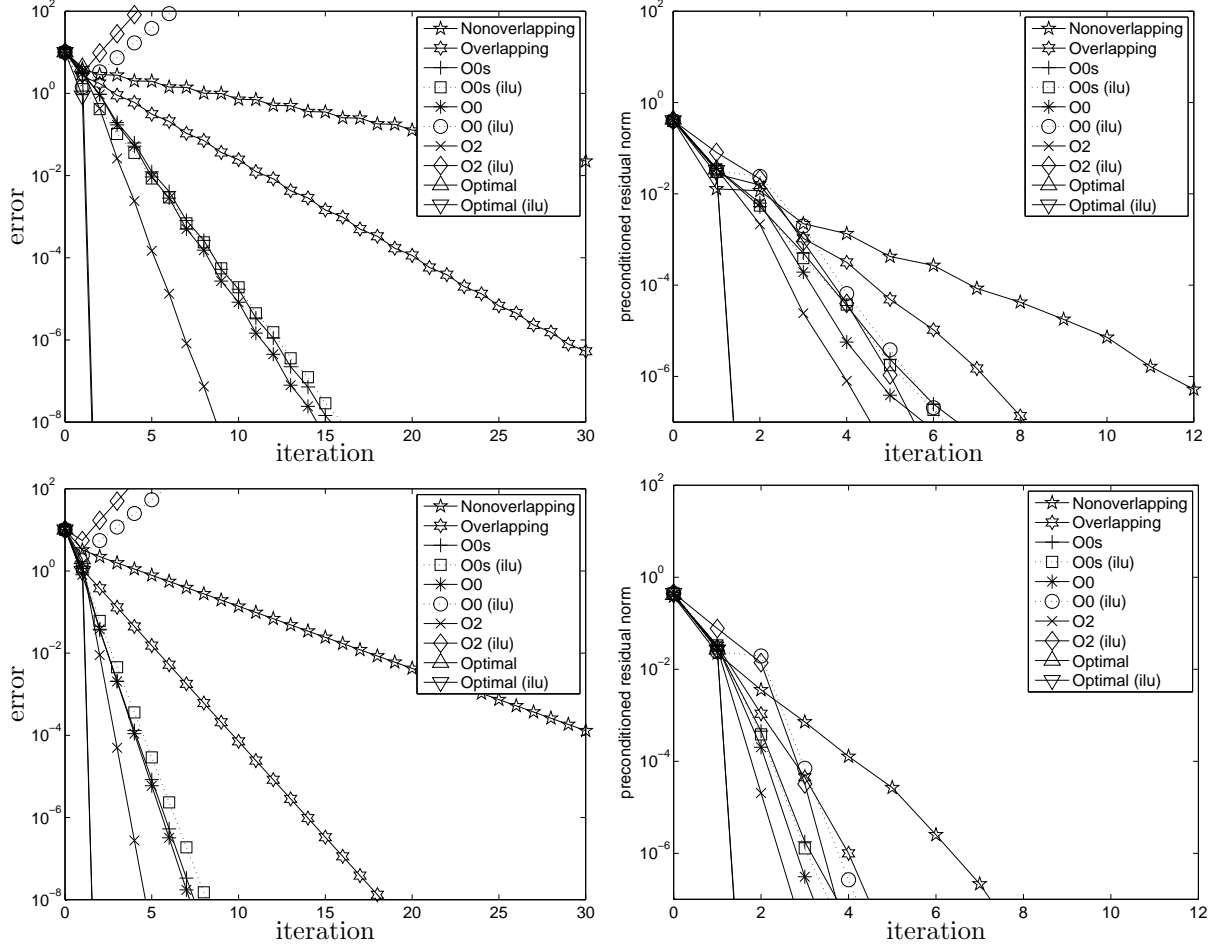 10^2
10^0
10^-2
10^-4
10^-6
10^-8
error
0
5
10
15
20
25
30
iteration
Nonoverlapping
Overlapping
O0s
O0s (ilu)
O0
O0 (ilu)
O2
O2 (ilu)
Optimal
Optimal (ilu)
10^2
10^0
10^-2
10^-4
10^-6
preconditioned residual norm
0
2
4
6
8
10
12
iteration
Nonoverlapping
Overlapping
O0s
O0s (ilu)
O0
O0 (ilu)
O2
O2 (ilu)
Optimal
Optimal (ilu)
10^2
10^0
10^-2
10^-4
10^-6
10^-8
error
0
5
10
15
20
25
30
iteration
Nonoverlapping
Overlapping
O0s
O0s (ilu)
O0
O0 (ilu)
O2
O2 (ilu)
Optimal
Optimal (ilu)
10^2
10^0
10^-2
10^-4
10^-6
preconditioned residual norm
0
2
4
6
8
10
12
iteration
Nonoverlapping
Overlapping
O0s
O0s (ilu)
O0
O0 (ilu)
O2
O2 (ilu)
Optimal
Optimal (ilu)